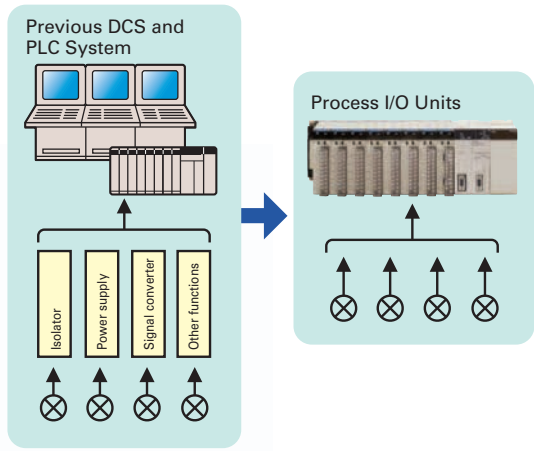 Previous DCS and
PLC System
Process I/O Units
Isolator
Power supply
Signal converter
Other functions